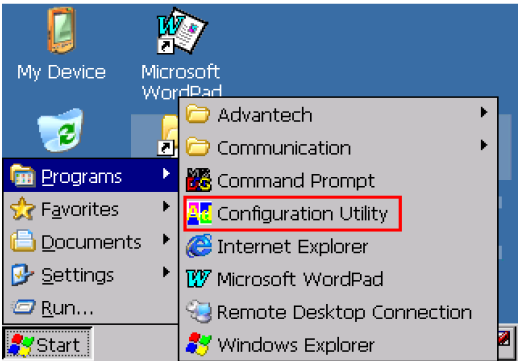 My Device
Microsoft
WordPad
Advantech
Communication
Command Prompt
Configuration Utility
Internet Explorer
Microsoft WordPad
Remote Desktop Connection
Windows Explorer
Programs
Favorites
Documents
Settings
Run...
Start